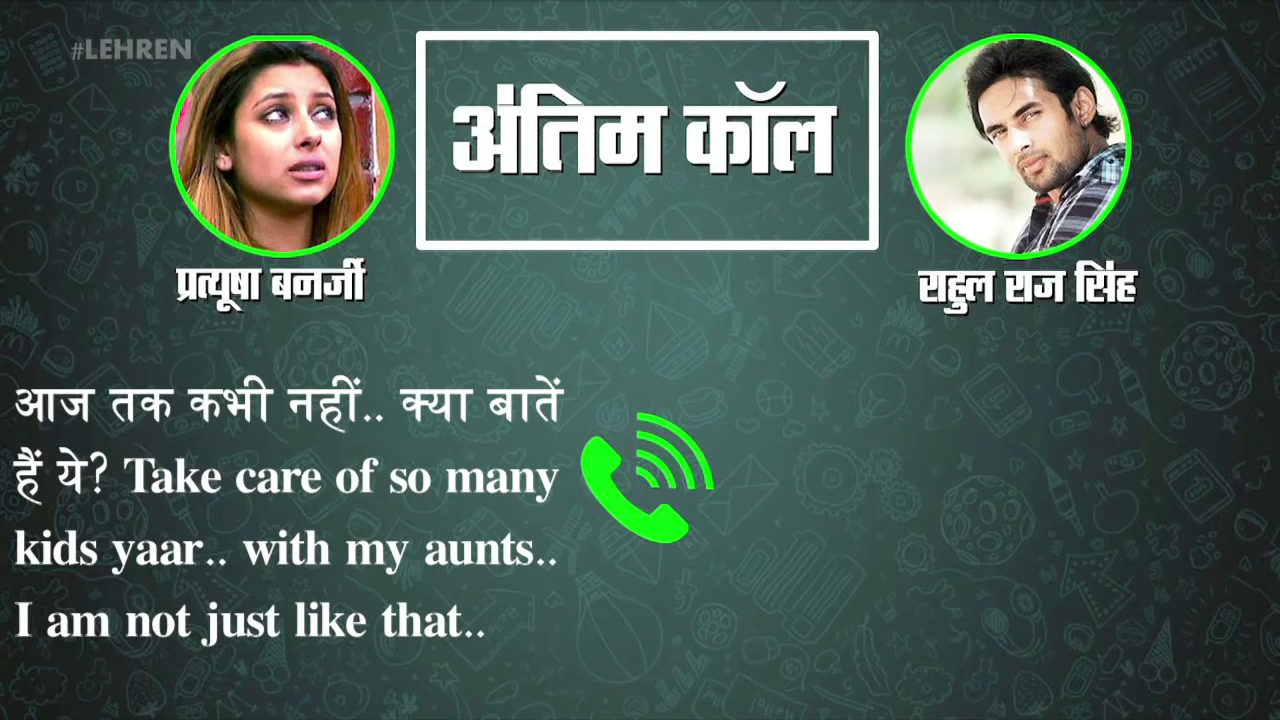 #LEHREN
अंतिम कॉल
प्रत्यूषा बनर्जी
राहुल राज सिंह
आज तक कभी नहीं.. क्या बातें
हैं ये? Take care of so many
kids yaar.. with my aunts..
I am not just like that..